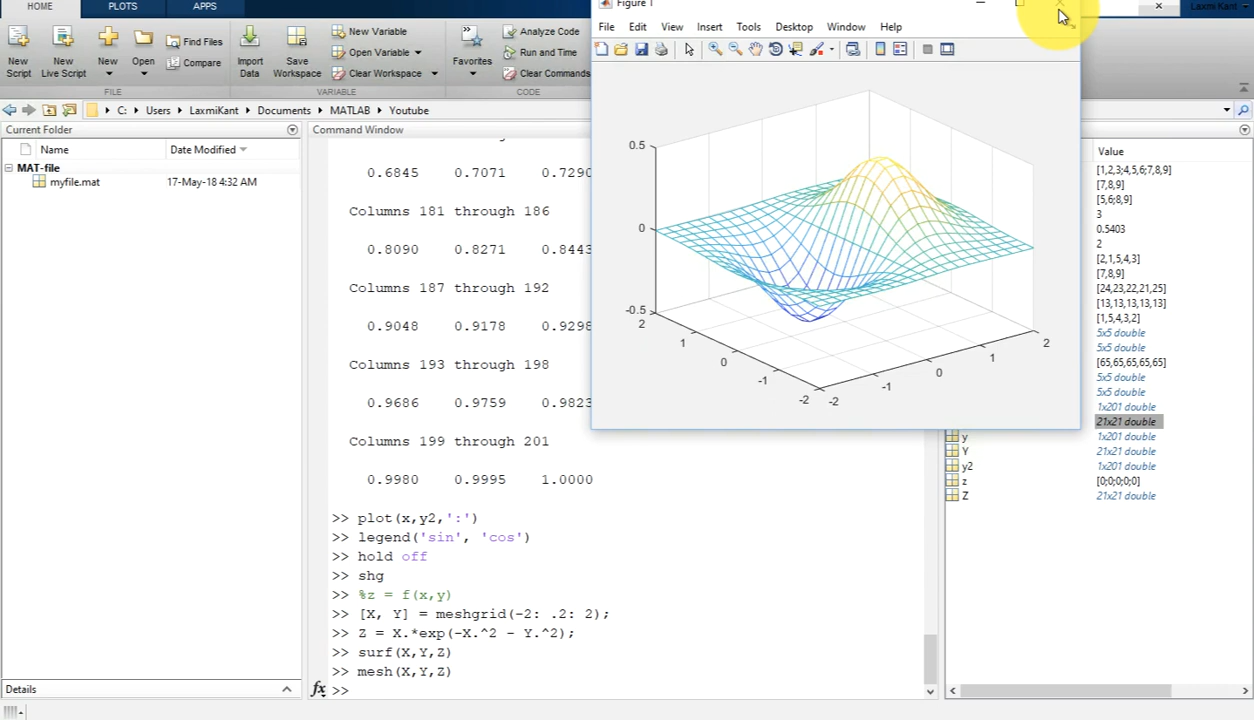 HOME PLOTS APPS
Laxmi Kant
Figure 1
New Script
New Live Script
New
Open
Find Files
Compare
Import Data
Save Workspace
New Variable
Open Variable
Clear Workspace
Favorites
Analyze Code
Run and Time
Clear Commands
FILE VARIABLE CODE
File Edit View Insert Tools Desktop Window Help
C: Users LaxmiKant Documents MATLAB Youtube
Current Folder
Name Date Modified
MAT-file
myfile.mat 17-May-18 4:32 AM
Details
Command Window
0.6845 0.7071 0.7290
Columns 181 through 186
0.8090 0.8271 0.8443
Columns 187 through 192
0.9048 0.9178 0.9298
Columns 193 through 198
0.9686 0.9759 0.9823
Columns 199 through 201
0.9980 0.9995 1.0000
>> plot(x,y2,':')
>> legend('sin', 'cos')
>> hold off
>> shg
>> %z = f(x,y)
>> [X, Y] = meshgrid(-2: .2: 2);
>> Z = X.*exp(-X.^2 - Y.^2);
>> surf(X,Y,Z)
>> mesh(X,Y,Z)
fx >>
0.5
0
-0.5
2
1
0
-1
-2
-2
-1
0
1
2
Value
[1,2,3;4,5,6;7,8,9]
[7,8,9]
[5,6;8,9]
3
0.5403
2
[2,1,5,4,3]
[7,8,9]
[24,23,22,21,25]
[13,13,13,13,13]
[1,5,4,3,2]
5x5 double
5x5 double
[65,65,65,65,65]
5x5 double
5x5 double
1x201 double
21x21 double
y 1x201 double
Y 21x21 double
y2 1x201 double
z [0;0;0;0;0]
Z 21x21 double